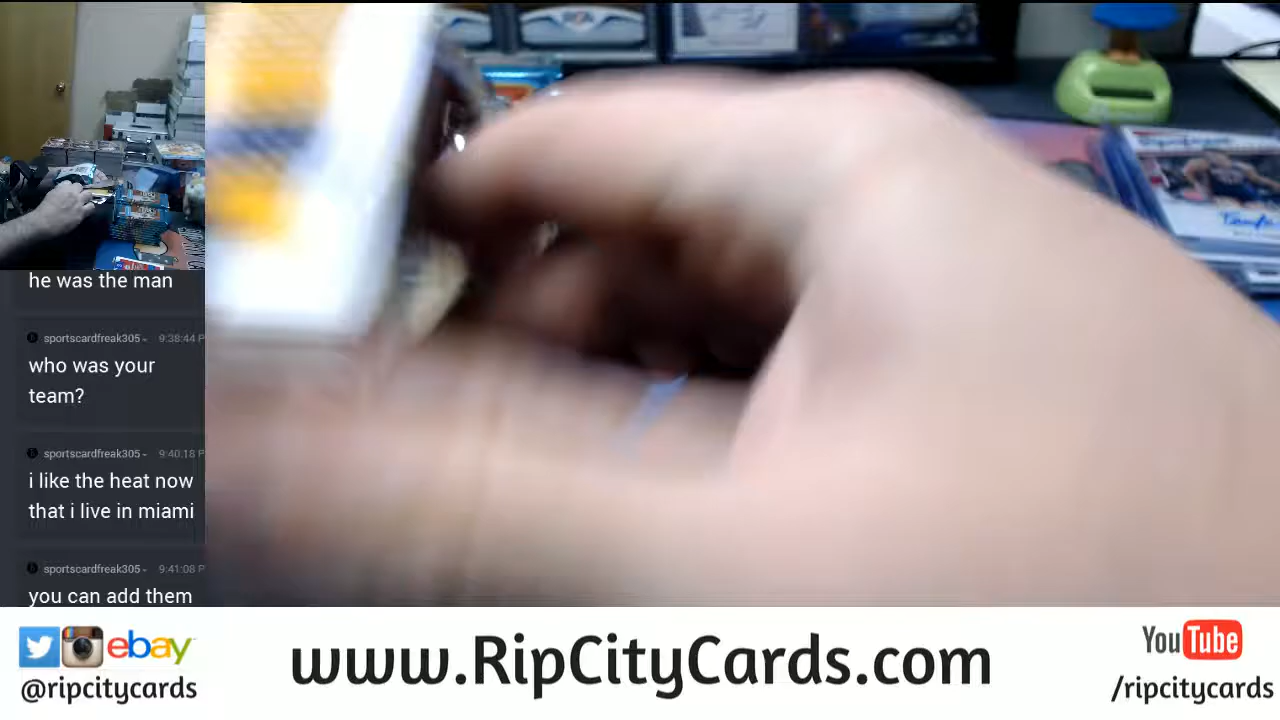 he was the man
sportscardfreak305
9:38:44 P
who was your
team?
sportscardfreak305
9:40:18 P
i like the heat now
that i live in miami
sportscardfreak305
9:41:08 P
you can add them
ebay
@ripcitycards
www.RipCityCards.com
YouTube
/ripcitycards